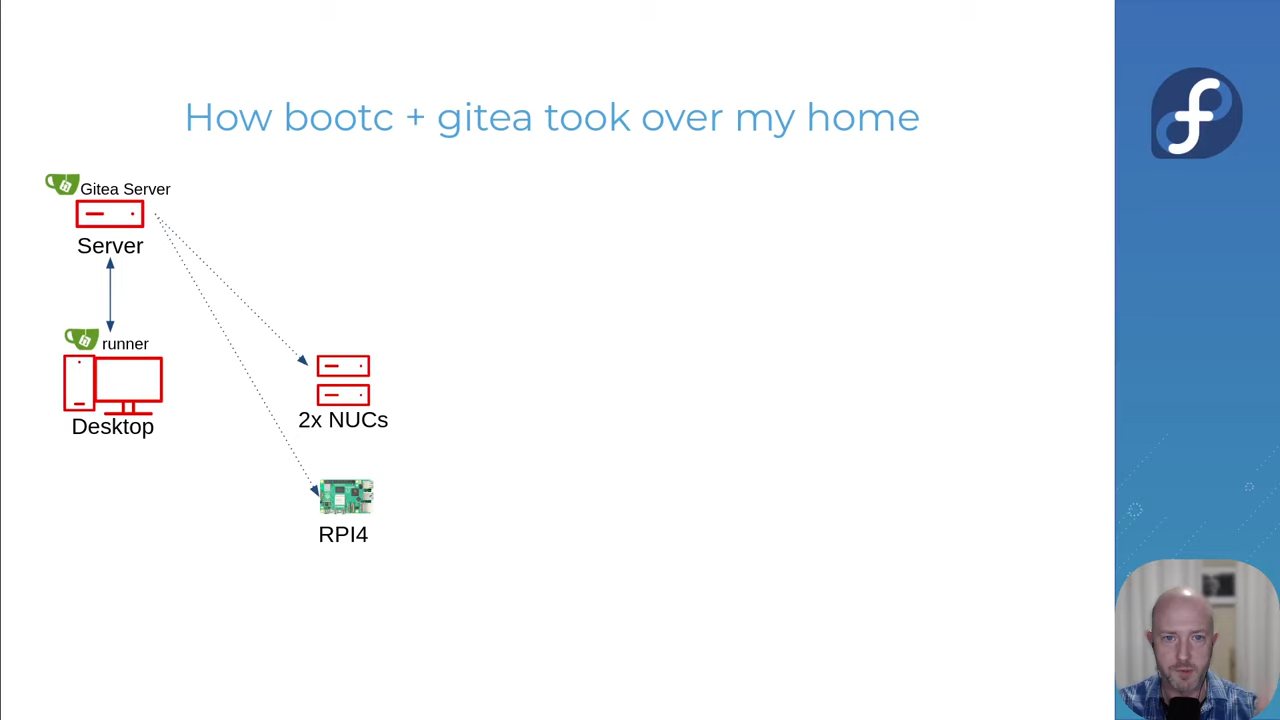 How bootc + gitea took over my home
Gitea Server
Server
runner
Desktop
2x NUCs
RPI4